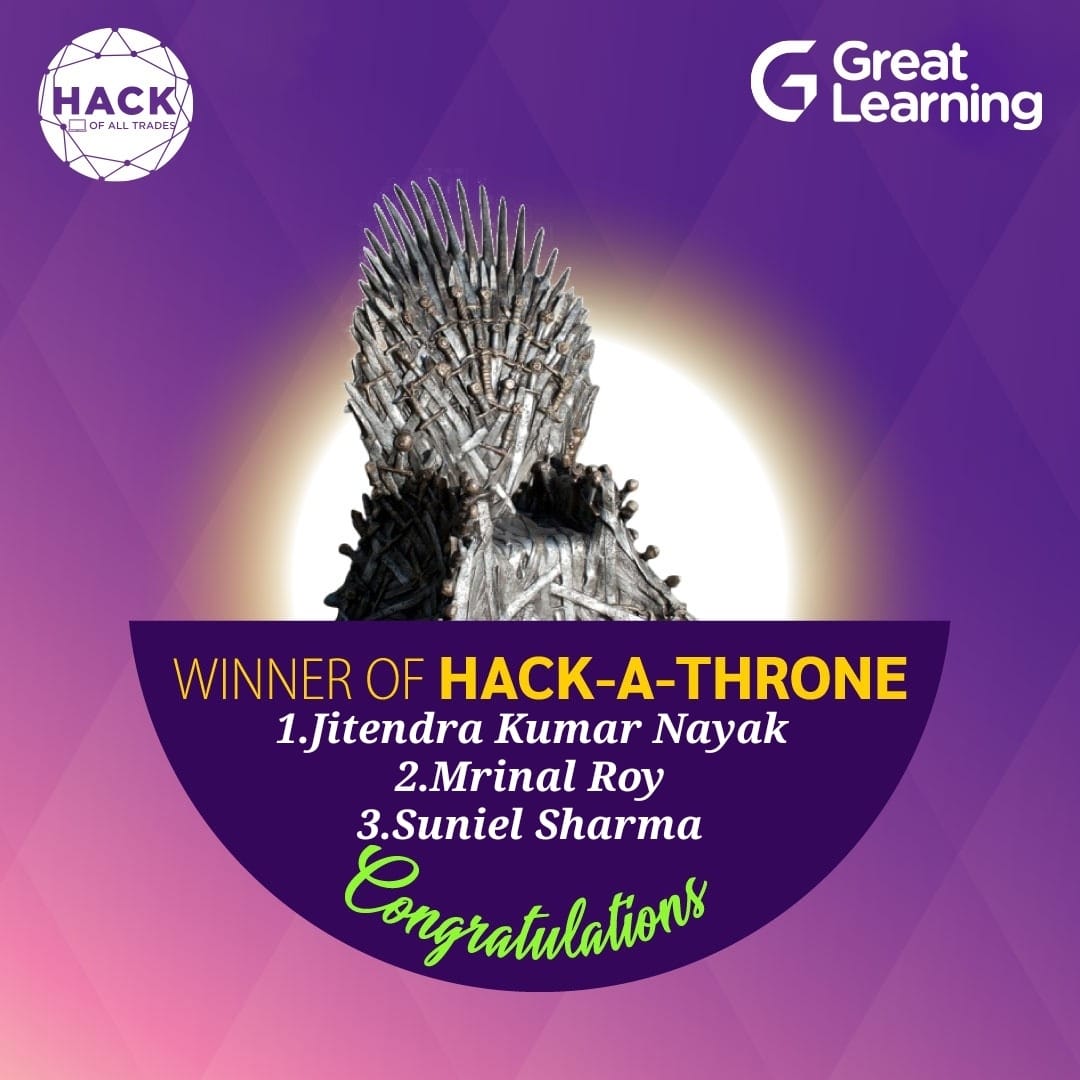 HACK
OF ALL TRADES
Great
Learning
WINNER OF HACK-A-THRONE
1.Jitendra Kumar Nayak
2.Mrinal Roy
3.Suniel Sharma
Congratulations